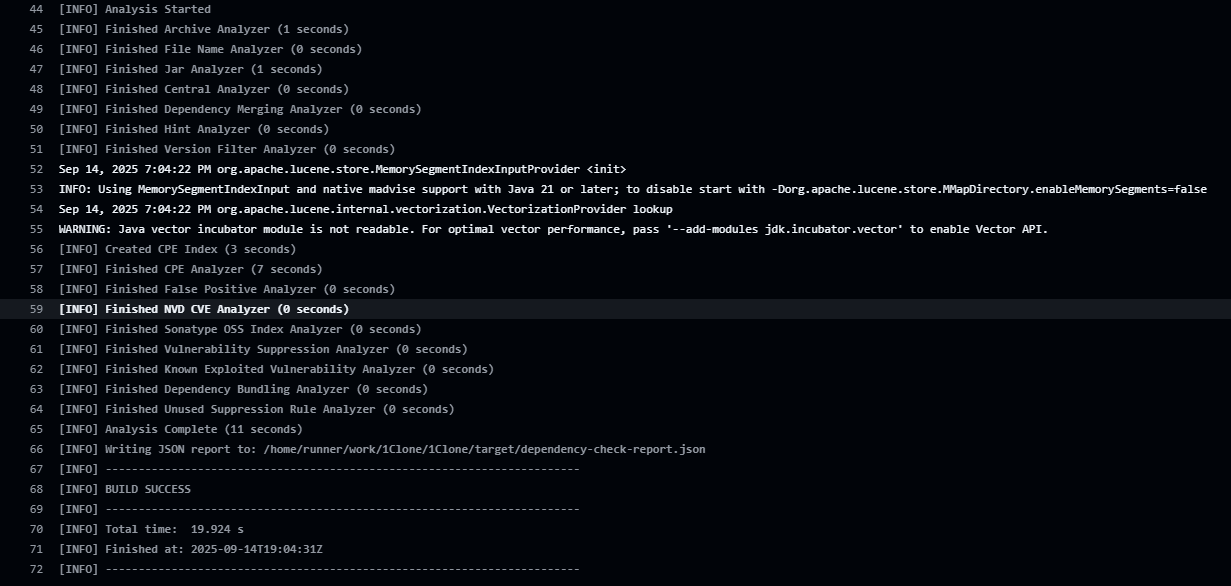 44 [INFO] Analysis Started
45 [INFO] Finished Archive Analyzer (1 seconds)
46 [INFO] Finished File Name Analyzer (0 seconds)
47 [INFO] Finished Jar Analyzer (1 seconds)
48 [INFO] Finished Central Analyzer (0 seconds)
49 [INFO] Finished Dependency Merging Analyzer (0 seconds)
50 [INFO] Finished Hint Analyzer (0 seconds)
51 [INFO] Finished Version Filter Analyzer (0 seconds)
52 Sep 14, 2025 7:04:22 PM org.apache.lucene.store.MemorySegmentIndexInputProvider <init>
53 INFO: Using MemorySegmentIndexInput and native madvise support with Java 21 or later; to disable start with -Dorg.apache.lucene.store.MMapDirectory.enableMemorySegments=false
54 Sep 14, 2025 7:04:22 PM org.apache.lucene.internal.vectorization.VectorizationProvider lookup
55 WARNING: Java vector incubator module is not readable. For optimal vector performance, pass '--add-modules jdk.incubator.vector' to enable Vector API.
56 [INFO] Created CPE Index (3 seconds)
57 [INFO] Finished CPE Analyzer (7 seconds)
58 [INFO] Finished False Positive Analyzer (0 seconds)
59 [INFO] Finished NVD CVE Analyzer (0 seconds)
60 [INFO] Finished Sonatype OSS Index Analyzer (0 seconds)
61 [INFO] Finished Vulnerability Suppression Analyzer (0 seconds)
62 [INFO] Finished Known Exploited Vulnerability Analyzer (0 seconds)
63 [INFO] Finished Dependency Bundling Analyzer (0 seconds)
64 [INFO] Finished Unused Suppression Rule Analyzer (0 seconds)
65 [INFO] Analysis Complete (11 seconds)
66 [INFO] Writing JSON report to: /home/runner/work/1Clone/1Clone/target/dependency-check-report.json
67 [INFO] ------------------------------------------------------------------------
68 [INFO] BUILD SUCCESS
69 [INFO] ------------------------------------------------------------------------
70 [INFO] Total time:  19.924 s
71 [INFO] Finished at: 2025-09-14T19:04:31Z
72 [INFO] ------------------------------------------------------------------------